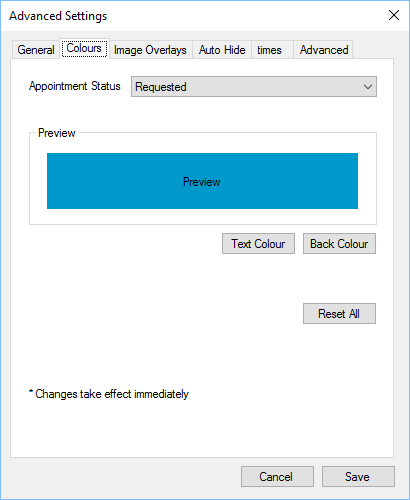 Advanced Settings
General Colours Image Overlays Auto Hide times Advanced
Appointment Status Requested
Preview
Preview
Text Colour Back Colour
Reset All
* Changes take effect immediately
Cancel Save